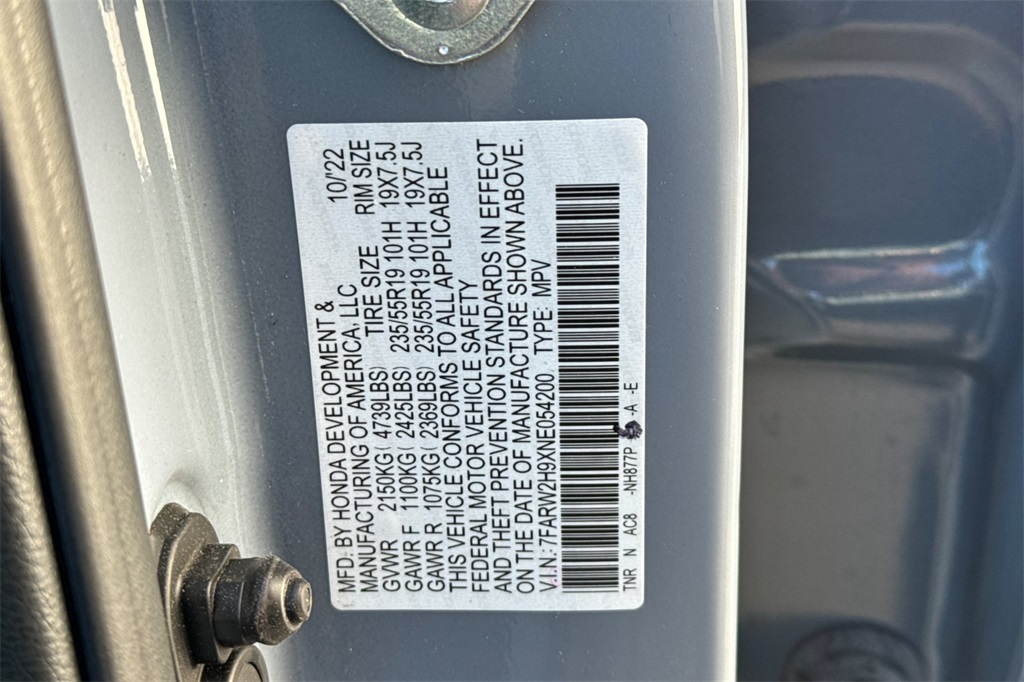 MFD. BY HONDA DEVELOPMENT &
MANUFACTURING OF AMERICA, LLC 10/'22
TIRE SIZE RIM SIZE
GVWR 2150KG( 4739LBS)
GAWR F 1100KG( 2425LBS) 235/55R19 101H 19X7.5J
GAWR R 1075KG( 2369LBS) 235/55R19 101H 19X7.5J
THIS VEHICLE CONFORMS TO ALL APPLICABLE
FEDERAL MOTOR VEHICLE SAFETY
AND THEFT PREVENTION STANDARDS IN EFFECT
ON THE DATE OF MANUFACTURE SHOWN ABOVE.
V.I.N.: 7FARW2H9XNE054200 TYPE: MPV
TNR N AC8 -NH877P -A -E